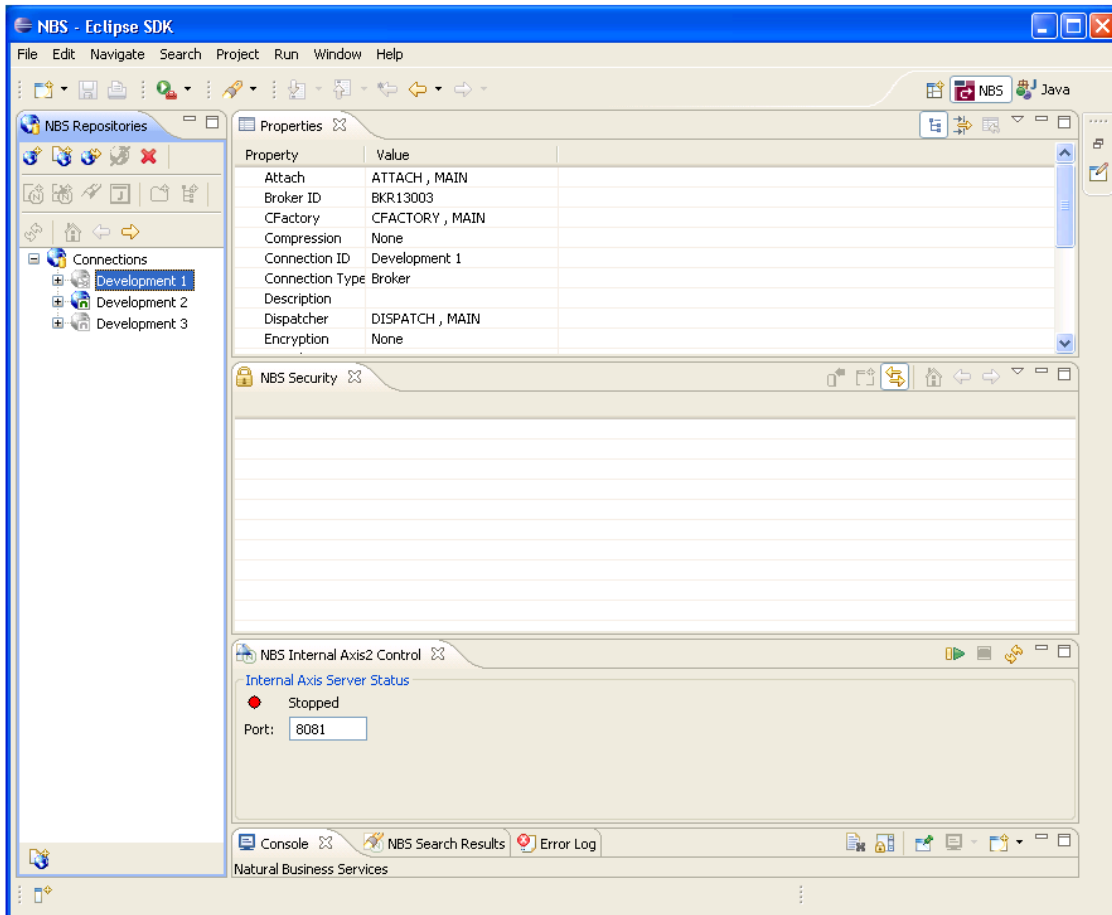 NBS - Eclipse SDK
File Edit Navigate Search Project Run Window Help
NBS Java
NBS Repositories
Connections
Development 1
Development 2
Development 3
Properties
Property Value
Attach ATTACH , MAIN
Broker ID BKR13003
CFactory CFACTORY , MAIN
Compression None
Connection ID Development 1
Connection Type Broker
Description
Dispatcher DISPATCH , MAIN
Encryption None
NBS Security
NBS Internal Axis2 Control
Internal Axis Server Status
Stopped
Port: 8081
Console NBS Search Results Error Log
Natural Business Services